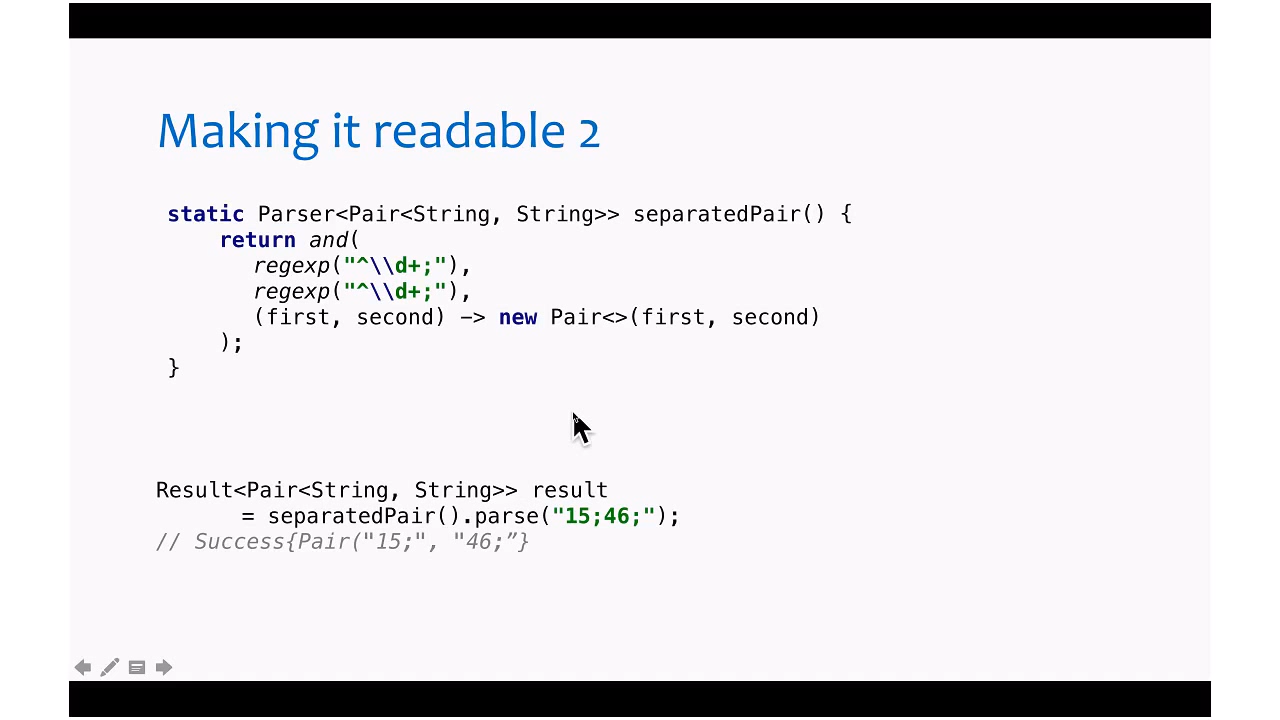 Making it readable 2
static Parser<Pair<String, String>> separatedPair() {
return and(
regexp("^\\d+;"),
regexp("^\\d+;"),
(first, second) -> new Pair<>(first, second)
);
}
Result<Pair<String, String>> result
= separatedPair().parse("15;46;");
// Success{Pair("15;", "46;”}